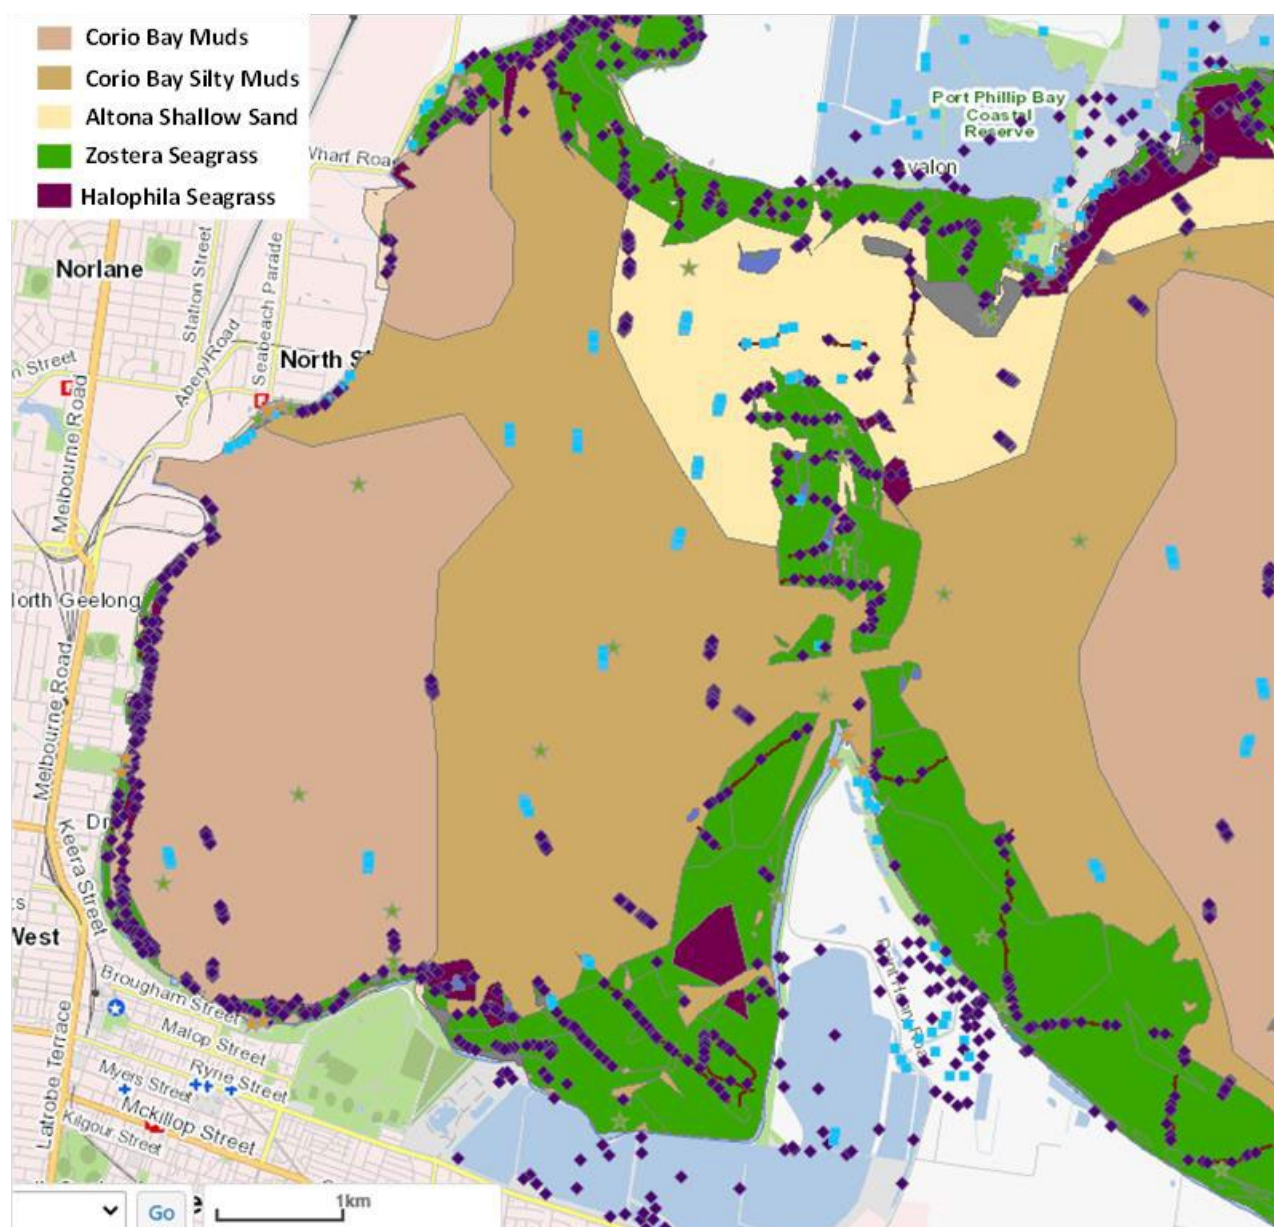 Corio Bay Muds
Corio Bay Silty Muds
Altona Shallow Sand
Zostera Seagrass
Halophila Seagrass
Port Phillip Bay
Coastal
Reserve
Wharf Road
Norlane
Station Street
Seabeach Parade
Street
North
Melbourne Road
North Geelong
Melbourne Road
Keera Street
Dr
West
Brougham Street
Malop Street
Ryrie Street
Myers Street
Mckillop Street
Kilgour Street
Latrobe Terrace
Go
1km